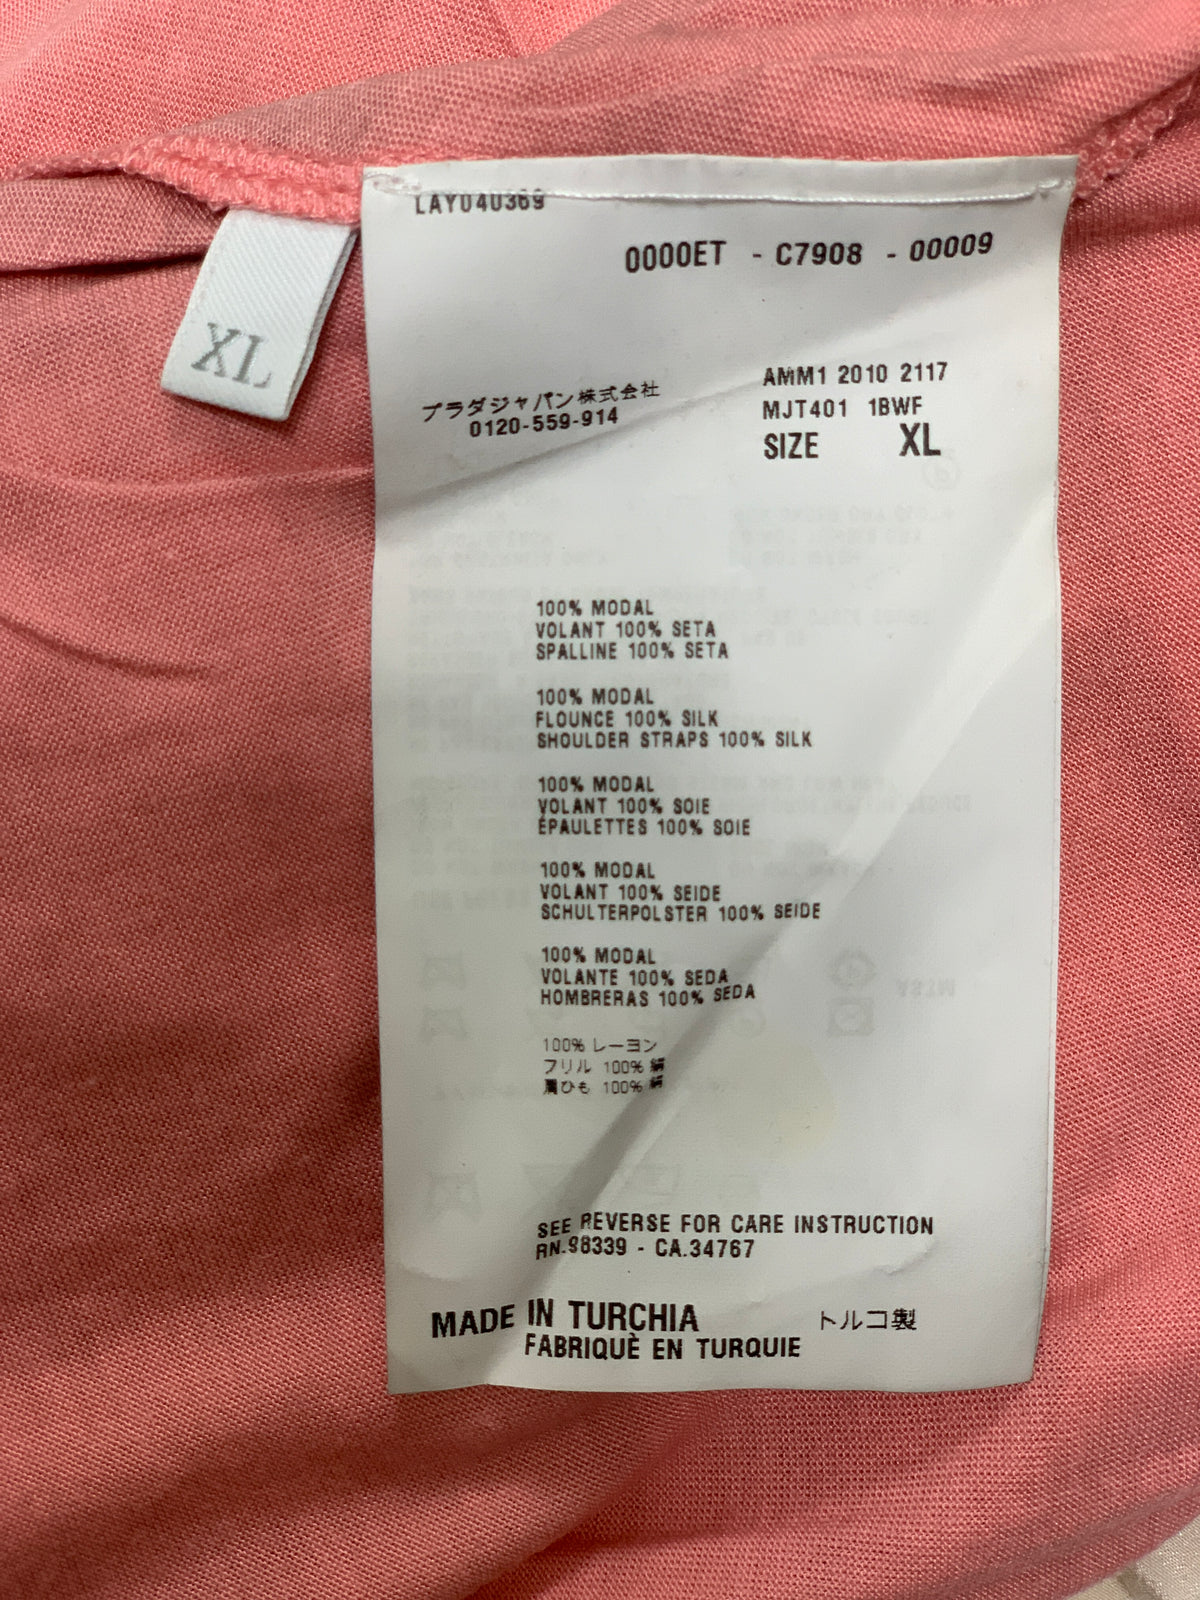 LAY040369
0000ET - C7908 - 00009
XL
プラダジャパン株式会社
0120-559-914
AMM1 2010 2117
MJT401 1BWF
SIZE XL
100% MODAL
VOLANT 100% SETA
SPALLINE 100% SETA
100% MODAL
FLOUNCE 100% SILK
SHOULDER STRAPS 100% SILK
100% MODAL
VOLANT 100% SOIE
ÉPAULETTES 100% SOIE
100% MODAL
VOLANT 100% SEIDE
SCHULTERPOLSTER 100% SEIDE
100% MODAL
VOLANTE 100% SEDA
HOMBRERAS 100% SEDA
100% レーヨン
フリル 100% 絹
肩ひも 100% 絹
SEE REVERSE FOR CARE INSTRUCTION
RN.98339 - CA.34767
MADE IN TURCHIA
トルコ製
FABRIQUÈ EN TURQUIE